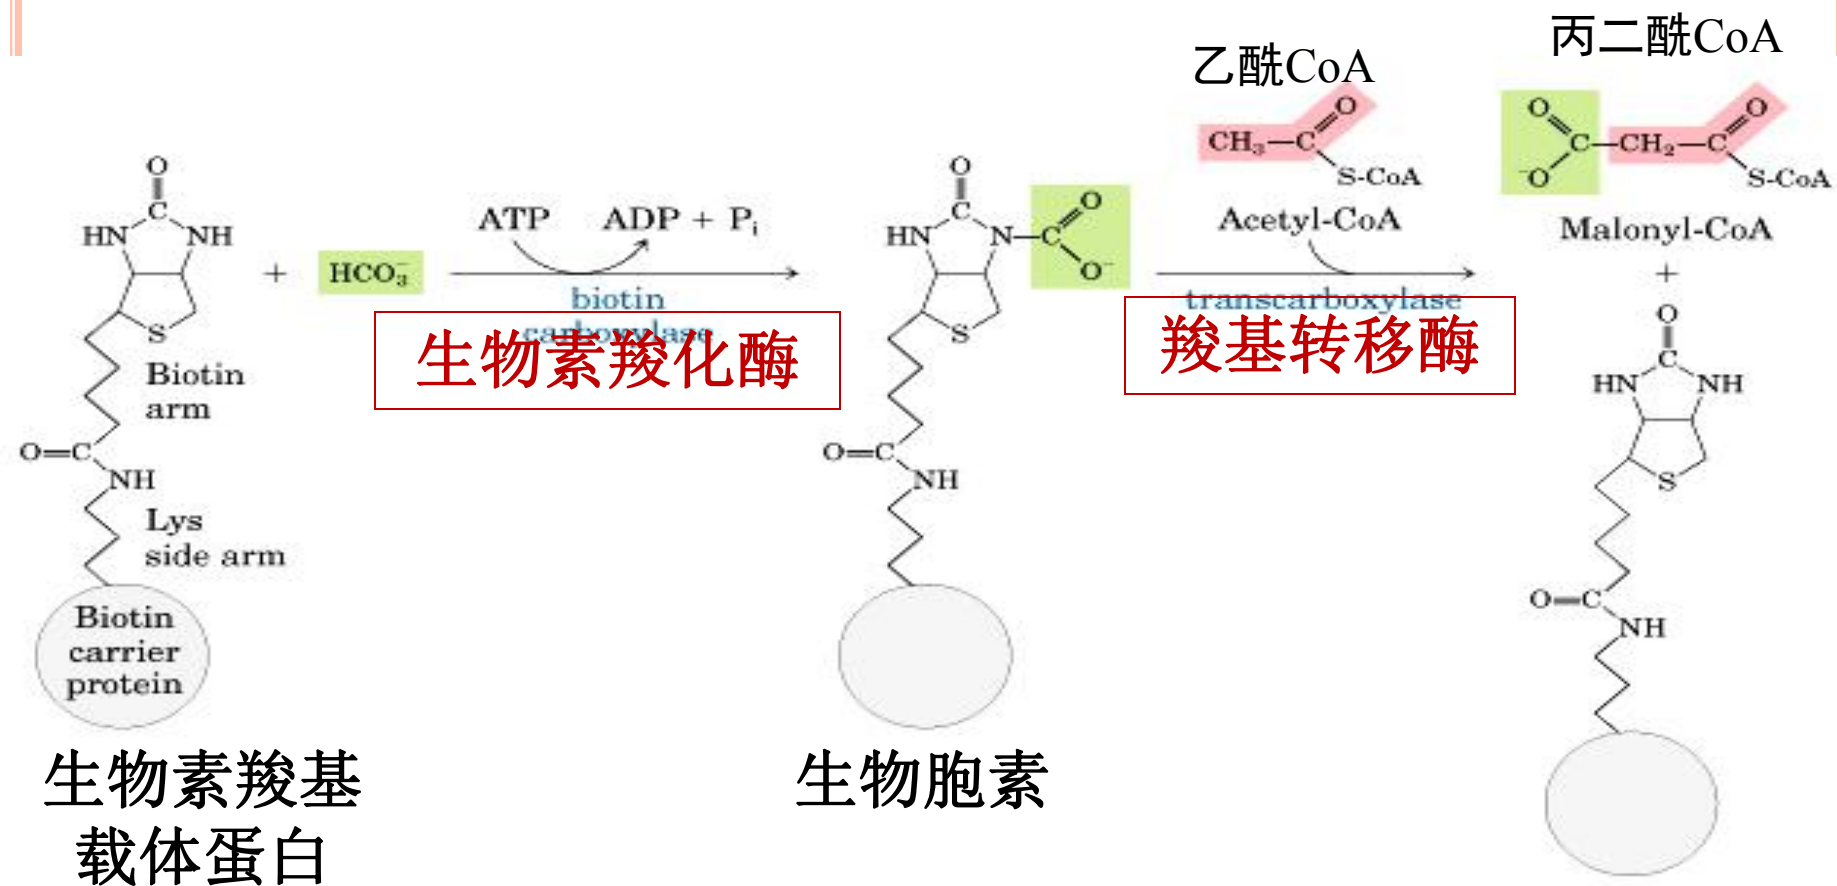 乙酰CoA
丙二酰CoA
O
CH₃—C
S-CoA
Acetyl-CoA
O
C—CH₂—C
O
⁻O
S-CoA
Malonyl-CoA
+
O
C
HN
NH
+
HCO₃⁻
ATP
ADP + Pᵢ
biotin
carboxylase
生物素羧化酶
S
Biotin
arm
O=C
NH
Lys
side arm
Biotin
carrier
protein
生物素羧基
载体蛋白
O
C
HN
N—C
O
O⁻
S
O=C
NH
生物胞素
transcarboxylase
羧基转移酶
O
C
HN
NH
S
O=C
NH